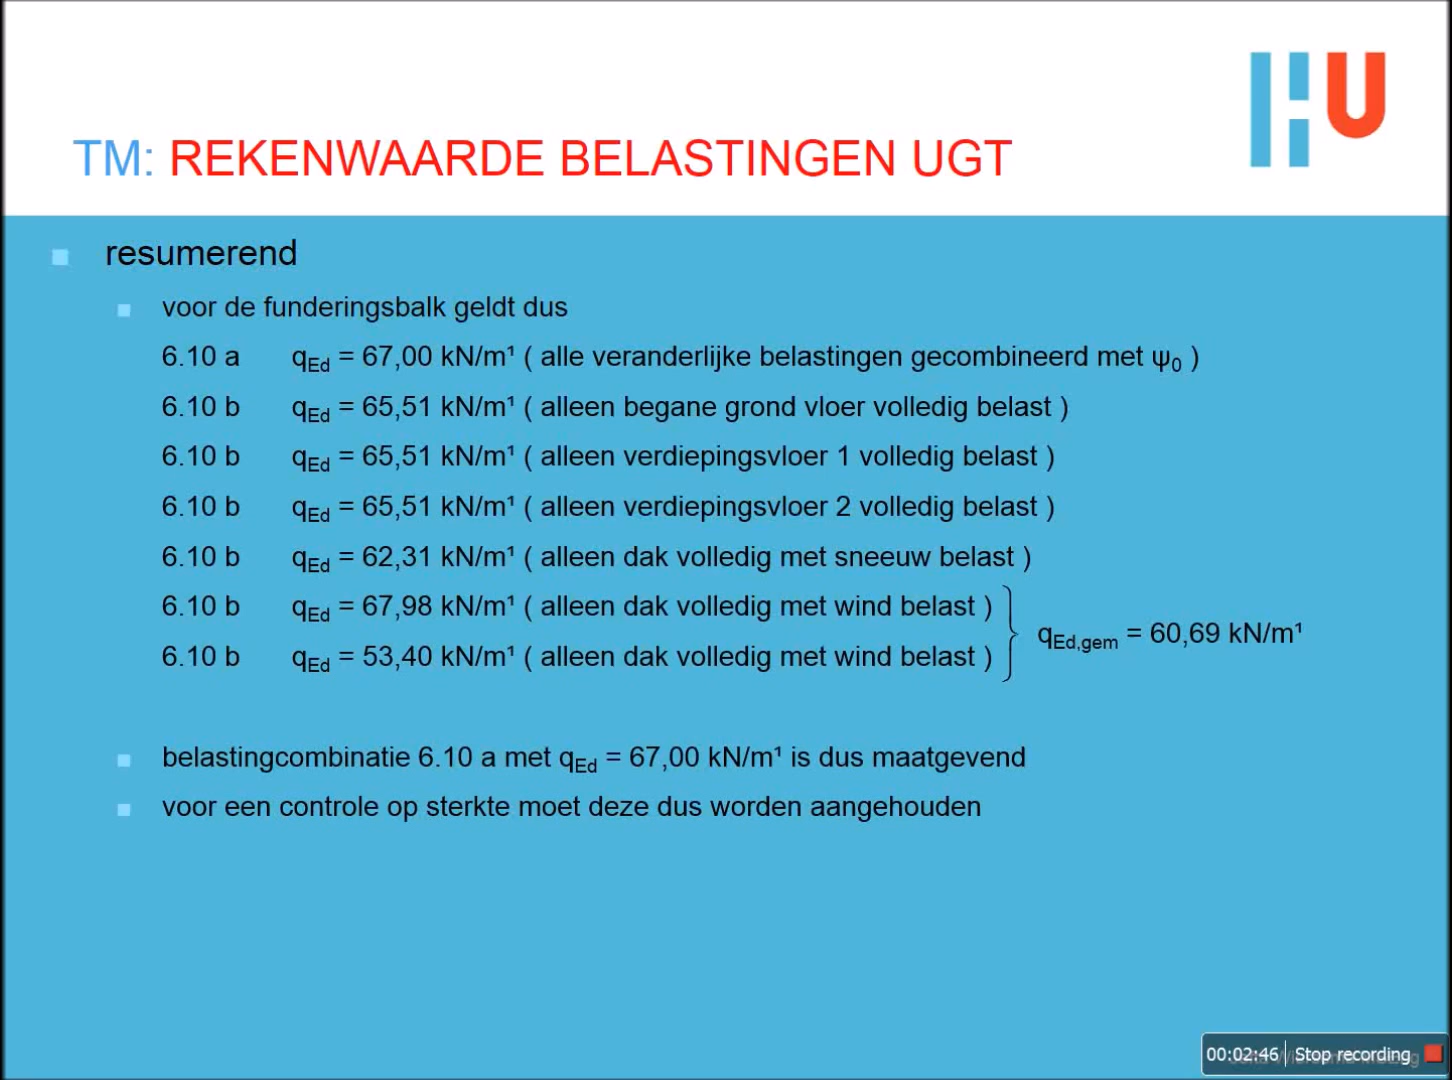 HU
TM: REKENWAARDE BELASTINGEN UGT
resumerend
voor de funderingsbalk geldt dus
6.10 a qEd = 67,00 kN/m¹ ( alle veranderlijke belastingen gecombineerd met ψ0 )
6.10 b qEd = 65,51 kN/m¹ ( alleen begane grond vloer volledig belast )
6.10 b qEd = 65,51 kN/m¹ ( alleen verdiepingsvloer 1 volledig belast )
6.10 b qEd = 65,51 kN/m¹ ( alleen verdiepingsvloer 2 volledig belast )
6.10 b qEd = 62,31 kN/m¹ ( alleen dak volledig met sneeuw belast )
6.10 b qEd = 67,98 kN/m¹ ( alleen dak volledig met wind belast )
qEd,gem = 60,69 kN/m¹
6.10 b qEd = 53,40 kN/m¹ ( alleen dak volledig met wind belast )
belastingcombinatie 6.10 a met qEd = 67,00 kN/m¹ is dus maatgevend
voor een controle op sterkte moet deze dus worden aangehouden
00:02:46 Stop recording